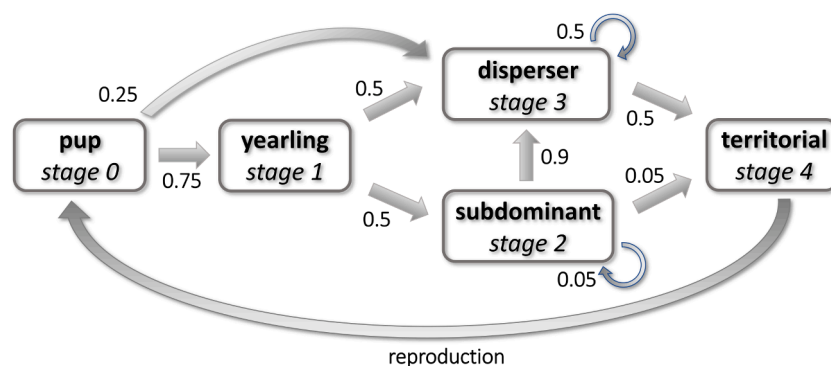 0.5
disperser
stage 3
0.25
0.5
0.5
pup
stage 0
0.75
yearling
stage 1
0.9
0.05
territorial
stage 4
0.5
subdominant
stage 2
0.05
reproduction